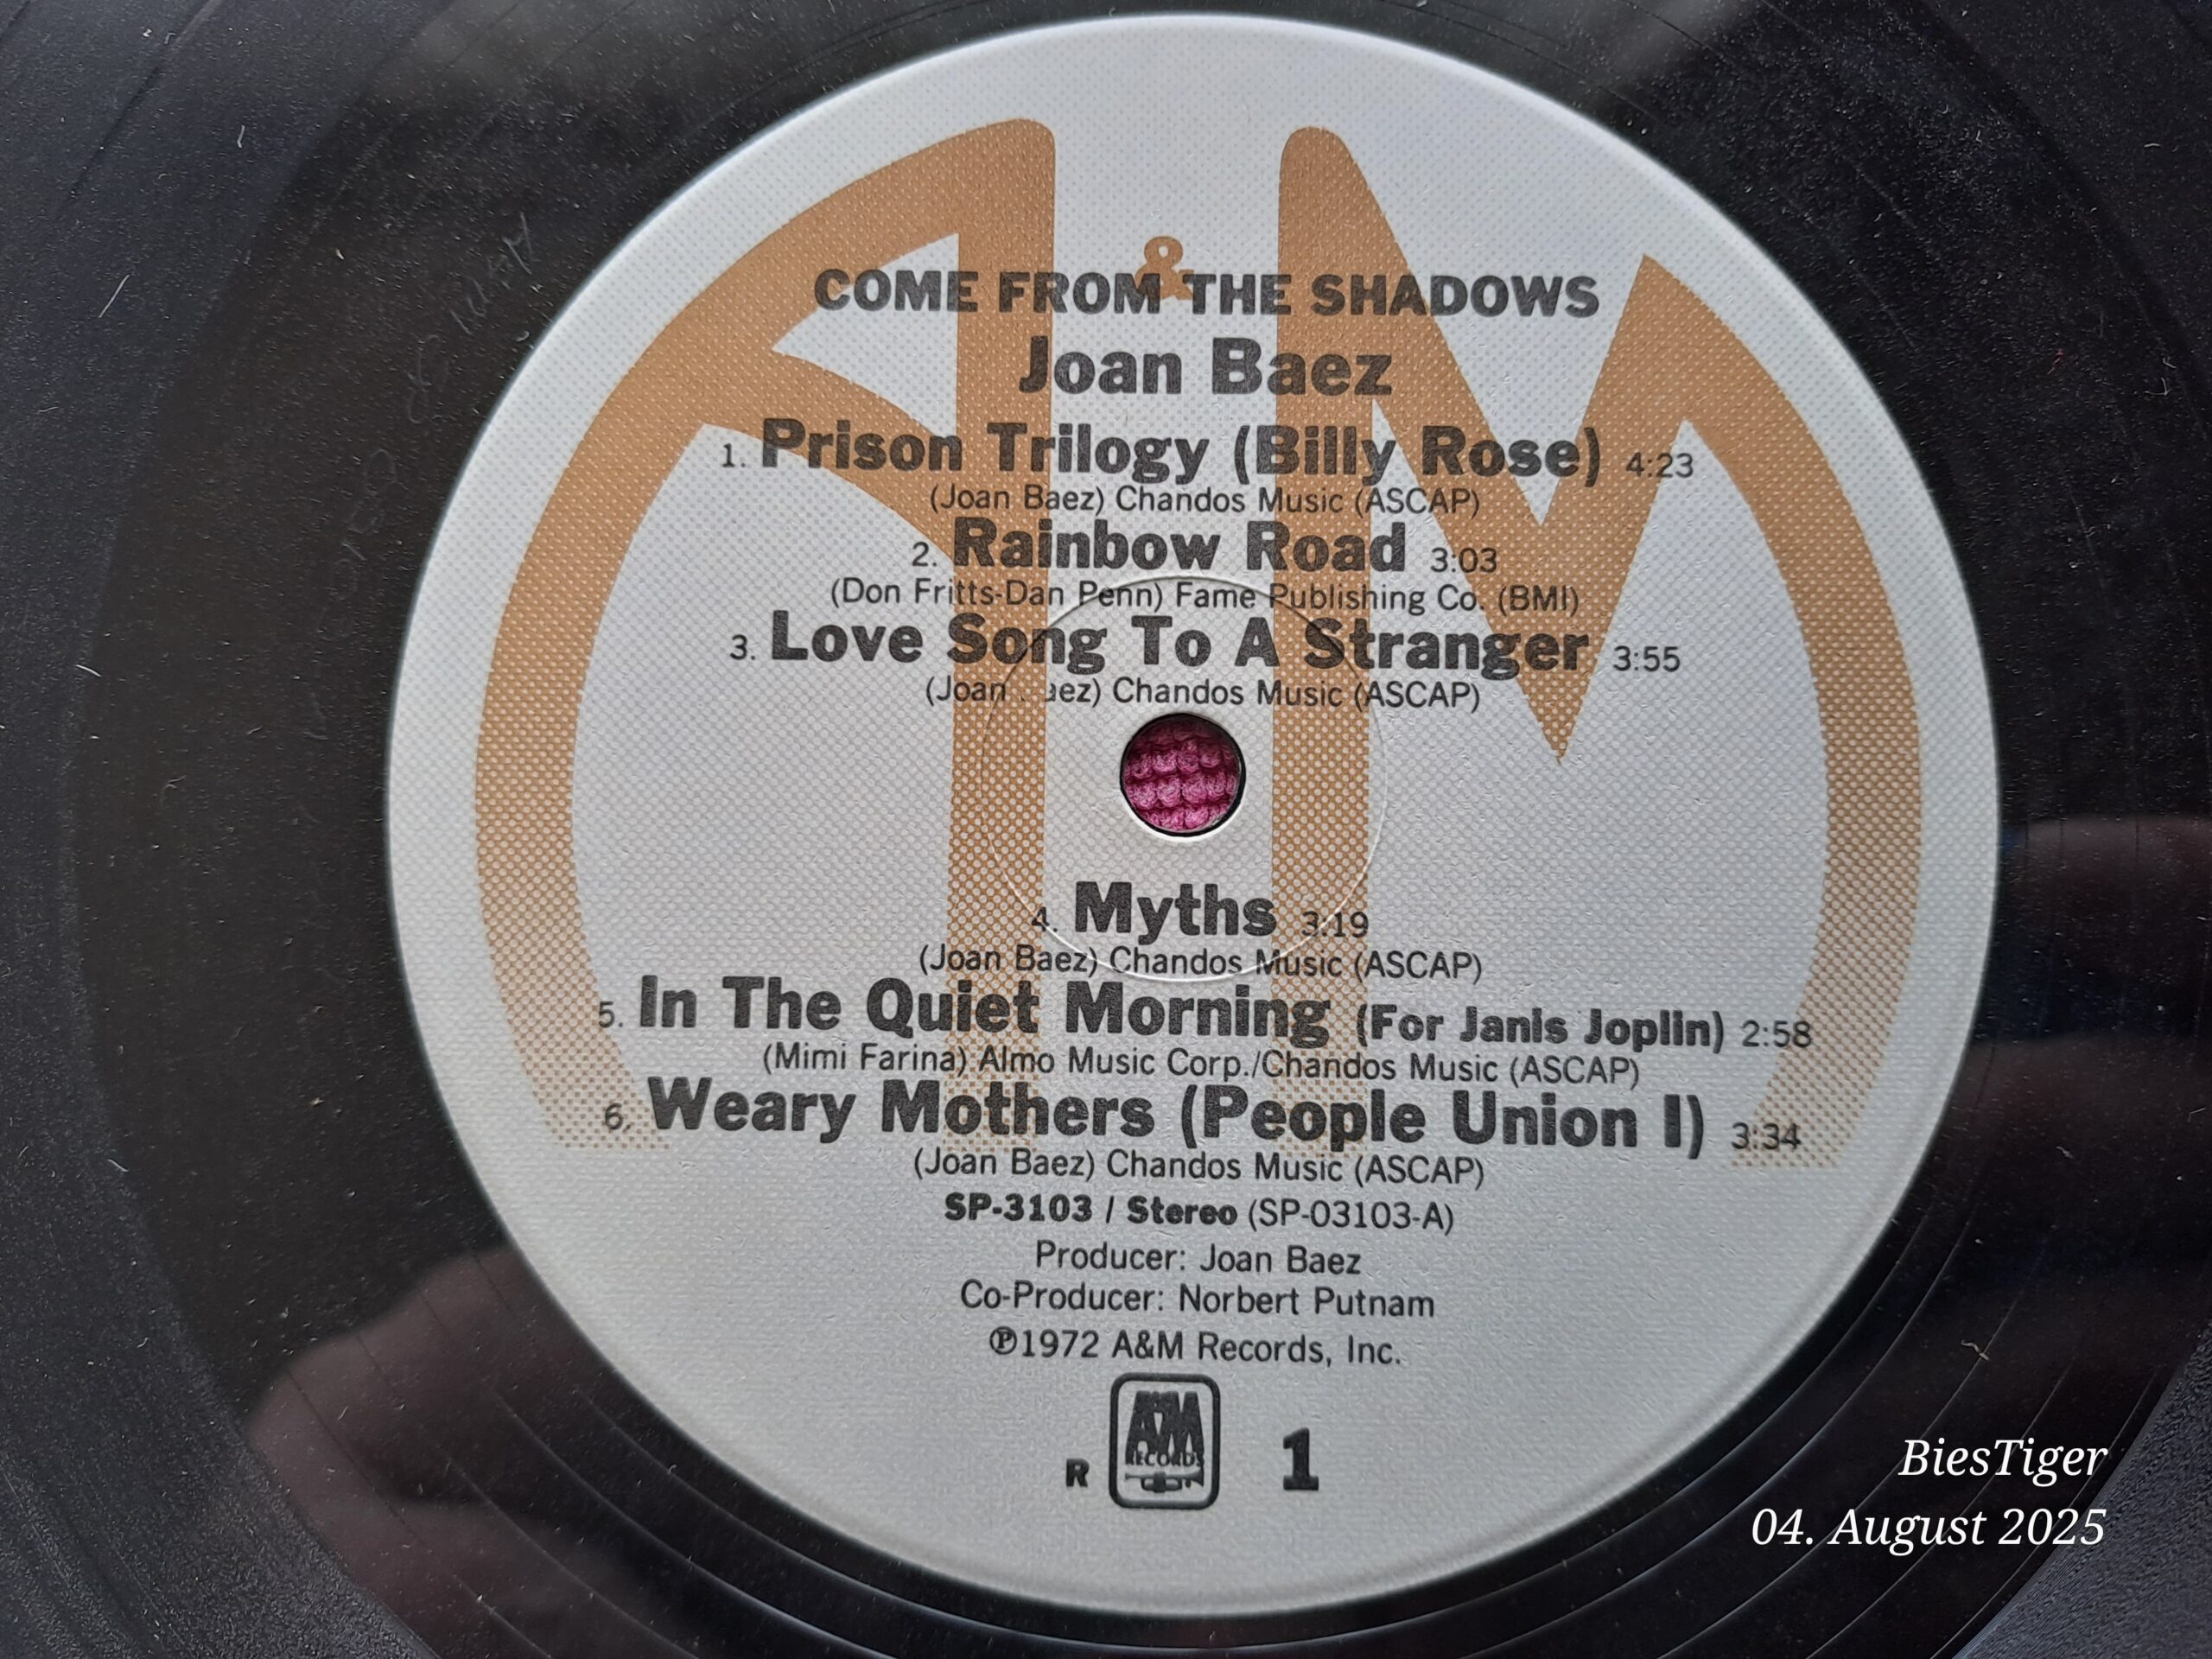 A & M
COME FROM THE SHADOWS
Joan Baez
1. Prison Trilogy (Billy Rose) 4:23
(Joan Baez) Chandos Music (ASCAP)
2. Rainbow Road 3:03
(Don Fritts-Dan Penn) Fame Publishing Co. (BMI)
3. Love Song To A Stranger 3:55
(Joan Baez) Chandos Music (ASCAP)
4. Myths 3:19
(Joan Baez) Chandos Music (ASCAP)
5. In The Quiet Morning (For Janis Joplin) 2:58
(Mimi Farina) Almo Music Corp./Chandos Music (ASCAP)
6. Weary Mothers (People Union I) 3:34
(Joan Baez) Chandos Music (ASCAP)
SP-3103 / Stereo (SP-03103-A)
Producer: Joan Baez
Co-Producer: Norbert Putnam
℗1972 A&M Records, Inc.
R A&M RECORDS 1
BiesTiger
04. August 2025